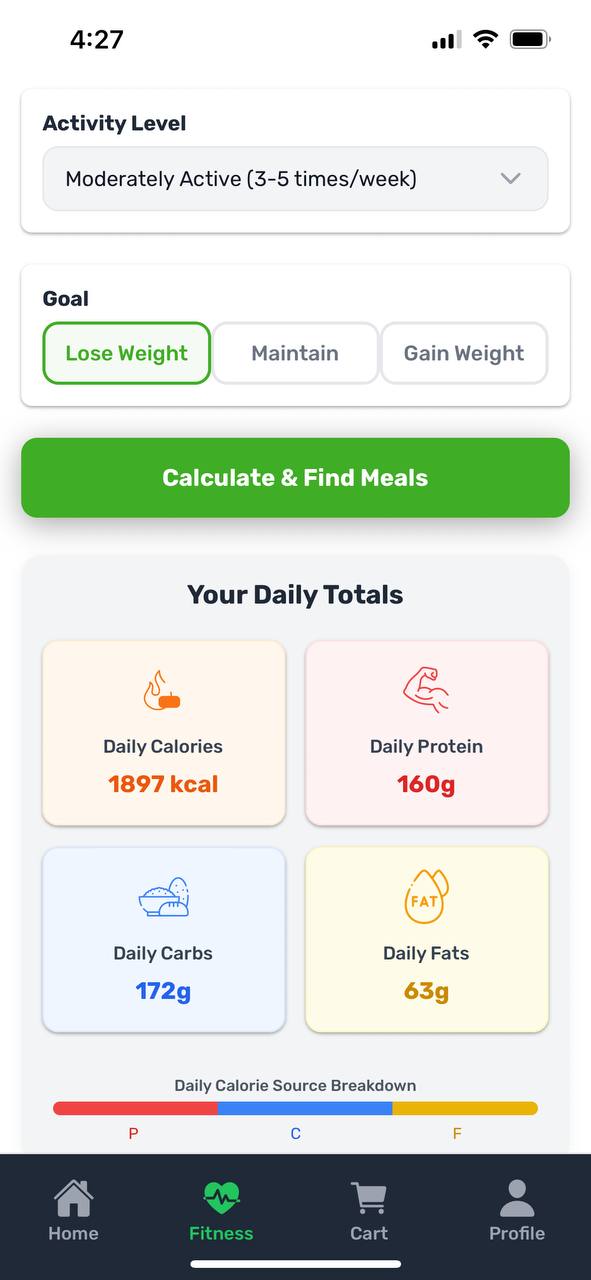 4:27
Activity Level
Moderately Active (3-5 times/week)
Goal
Lose Weight
Maintain
Gain Weight
Calculate & Find Meals
Your Daily Totals
Daily Calories
1897 kcal
Daily Protein
160g
Daily Carbs
172g
FAT
Daily Fats
63g
Daily Calorie Source Breakdown
P
C
F
Home
Fitness
Cart
Profile